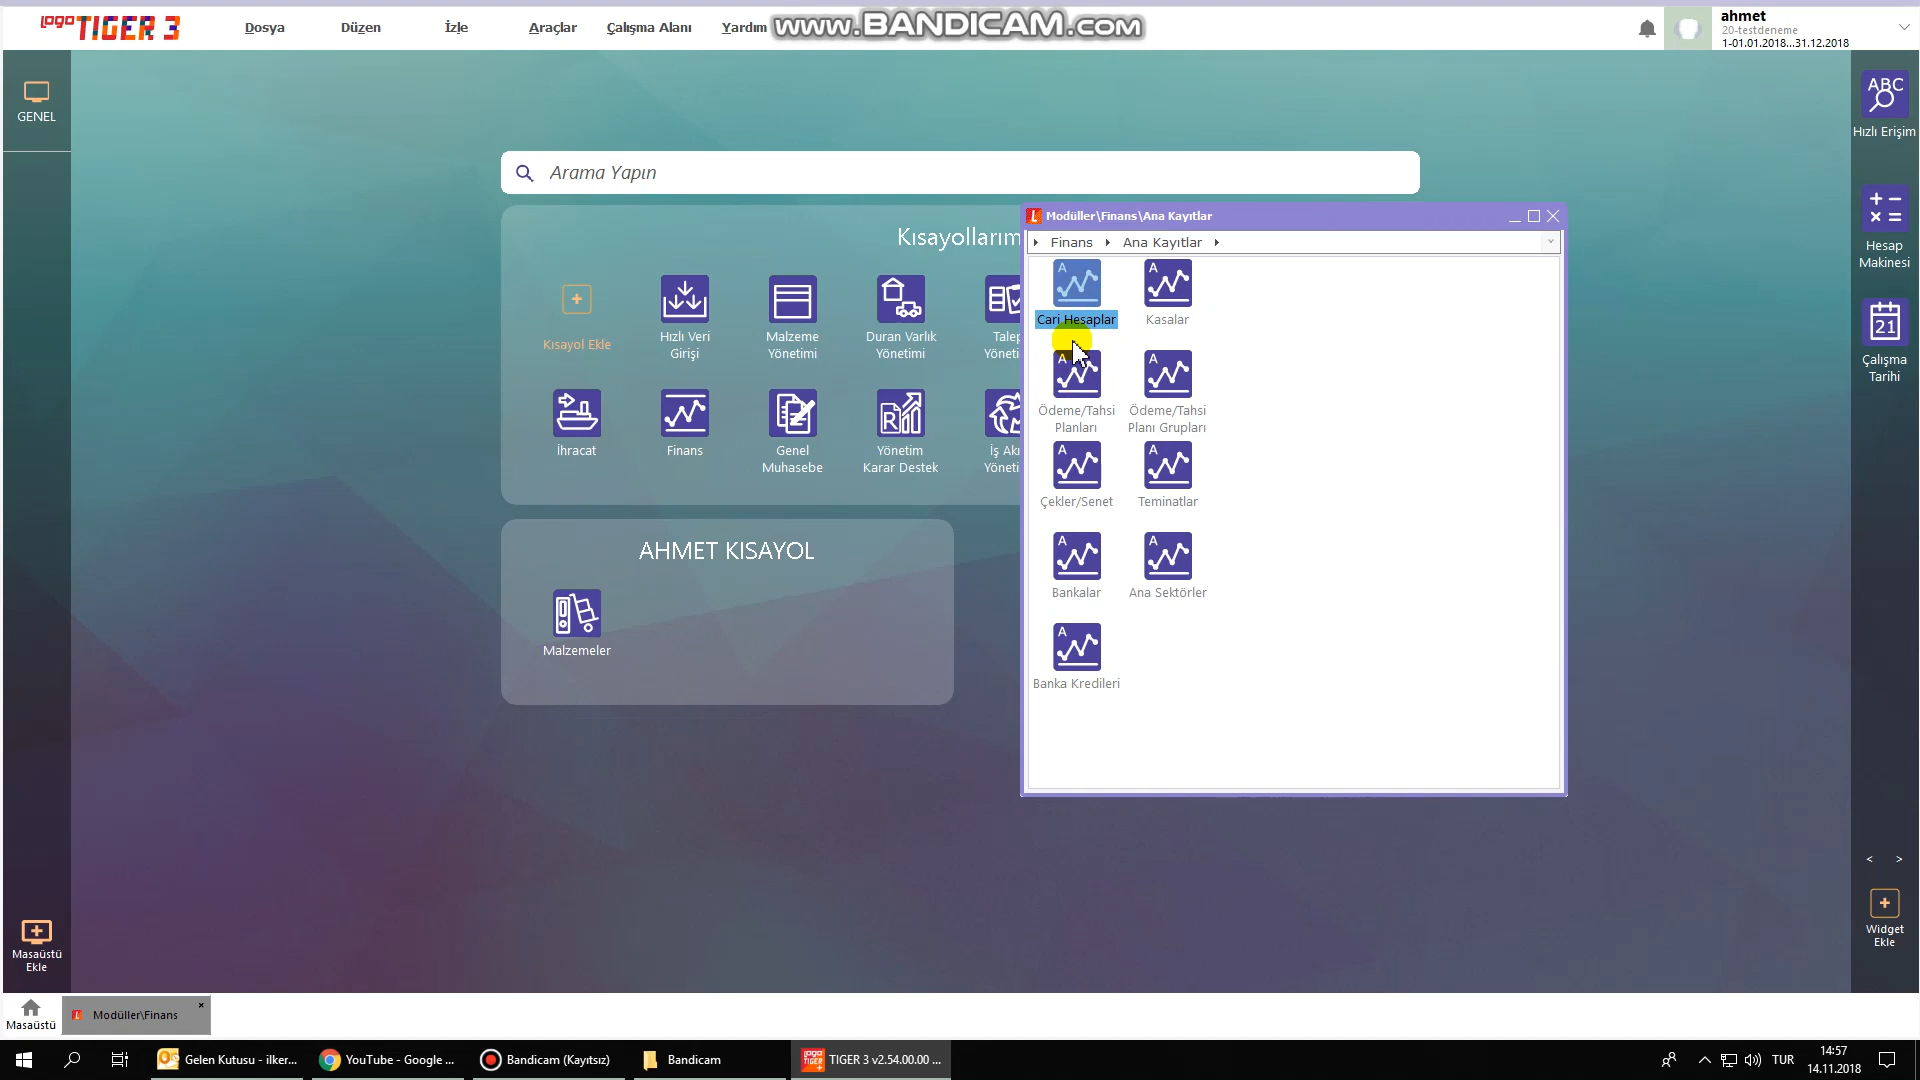 logo TIGER 3
Dosya
Düzen
İzle
Araçlar
Çalışma Alanı
Yardım
www.BANDICAM.com
ahmet
20-testdeneme
1-01.01.2018...31.12.2018
GENEL
Arama Yapın
Kısayollarım
Kısayol Ekle
Hızlı Veri
Girişi
Malzeme
Yönetimi
Duran Varlık
Yönetimi
Talep
Yöneti
İhracat
Finans
Genel
Muhasebe
Yönetim
Karar Destek
İş Akı
Yöneti
AHMET KISAYOL
Malzemeler
Modüller\Finans\Ana Kayıtlar
Finans
Ana Kayıtlar
A
Cari Hesaplar
A
Kasalar
A
Ödeme/Tahsi
Planları
A
Ödeme/Tahsi
Planı Grupları
A
Çekler/Senet
A
Teminatlar
A
Bankalar
A
Ana Sektörler
A
Banka Kredileri
ABC
Hızlı Erişim
Hesap
Makinesi
21
Çalışma
Tarihi
< >
Widget
Ekle
Masaüstü
Ekle
Masaüstü
Modüller\Finans
Gelen Kutusu - ilker...
YouTube - Google ...
Bandicam (Kayıtsız)
Bandicam
TIGER 3 v2.54.00.00 ...
TUR
14:57
14.11.2018